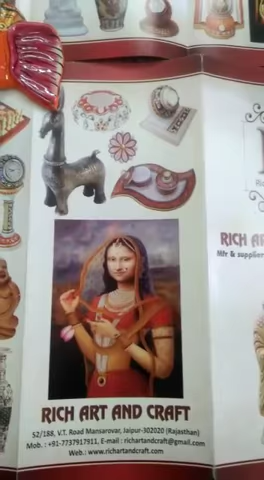 RICH ART AND CRAFT
52/188, V.T. Road Mansarovar, Jaipur-302020 (Rajasthan)
Mob. : +91-7737917911, E-mail : richartandcraft@gmail.com
Web.: www.richartandcraft.com
RICH AR
Mfr & supplier